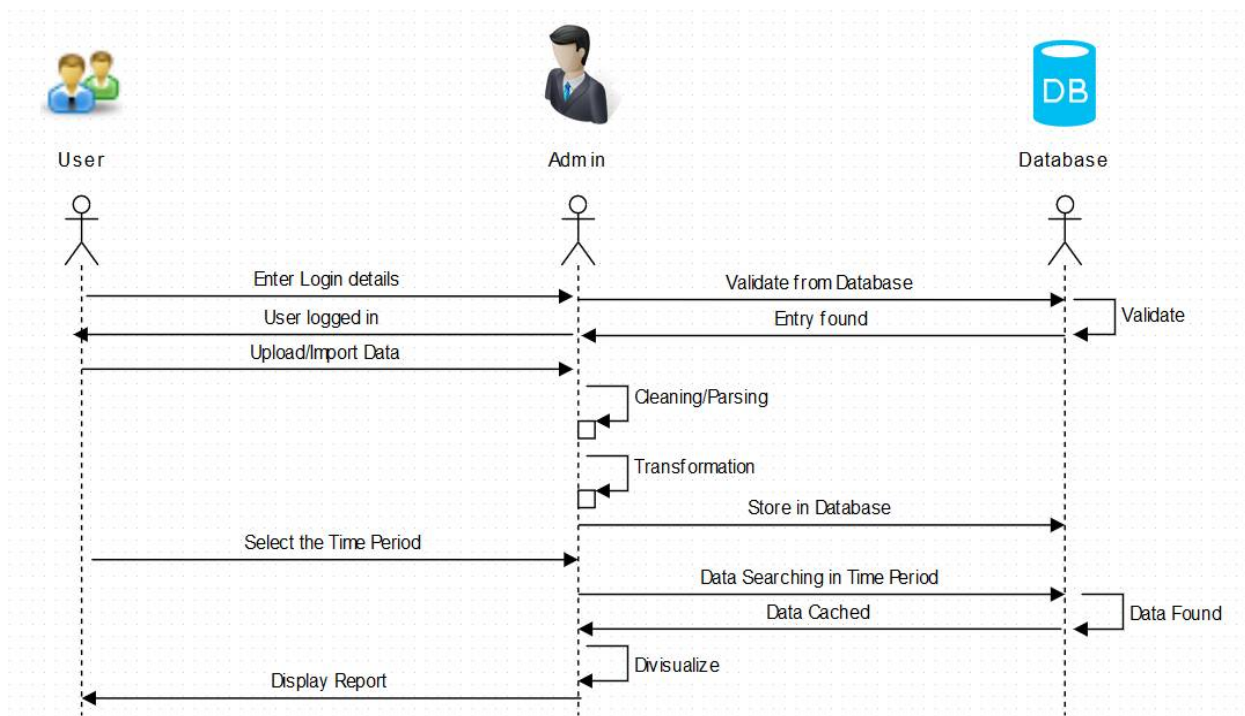 DB
User
Admin
Database
Enter Login details
Validate from Database
User logged in
Entry found
Validate
Upload/Import Data
Cleaning/Parsing
Transformation
Store in Database
Select the Time Period
Data Searching in Time Period
Data Cached
Data Found
Divisualize
Display Report